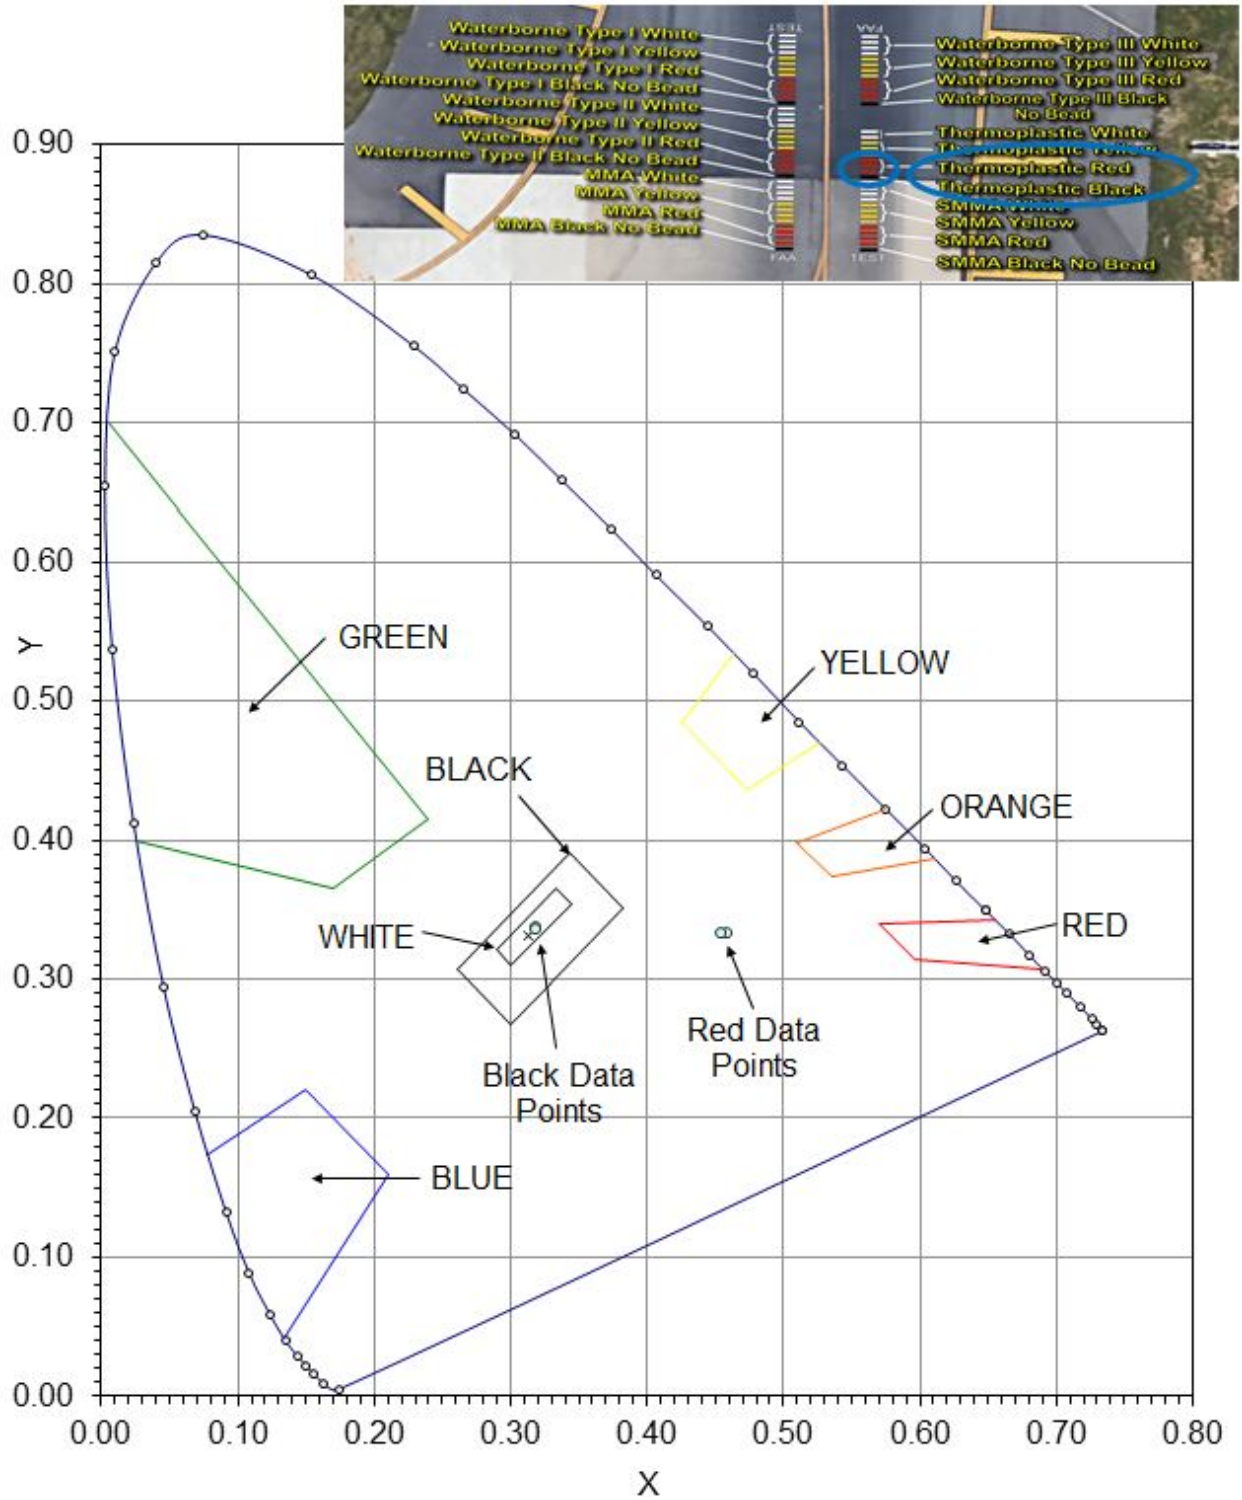 TEST
FAA
Waterborne Type I White
Waterborne Type I Yellow
Waterborne Type I Red
Waterborne Type I Black No Bead
Waterborne Type II White
Waterborne Type II Yellow
Waterborne Type II Red
Waterborne Type II Black No Bead
MMA White
MMA Yellow
MMA Red
MMA Black No Bead
FAA
TEST
Waterborne Type III White
Waterborne Type III Yellow
Waterborne Type III Red
Waterborne Type III Black
No Bead
Thermoplastic White
Thermoplastic Yellow
Thermoplastic Red
Thermoplastic Black
SMMA White
SMMA Yellow
SMMA Red
SMMA Black No Bead
0.90
0.80
0.70
0.60
0.50
0.40
0.30
0.20
0.10
0.00
Y
GREEN
YELLOW
BLACK
ORANGE
WHITE
RED
Red Data
Points
Black Data
Points
BLUE
0.00 0.10 0.20 0.30 0.40 0.50 0.60 0.70 0.80
X